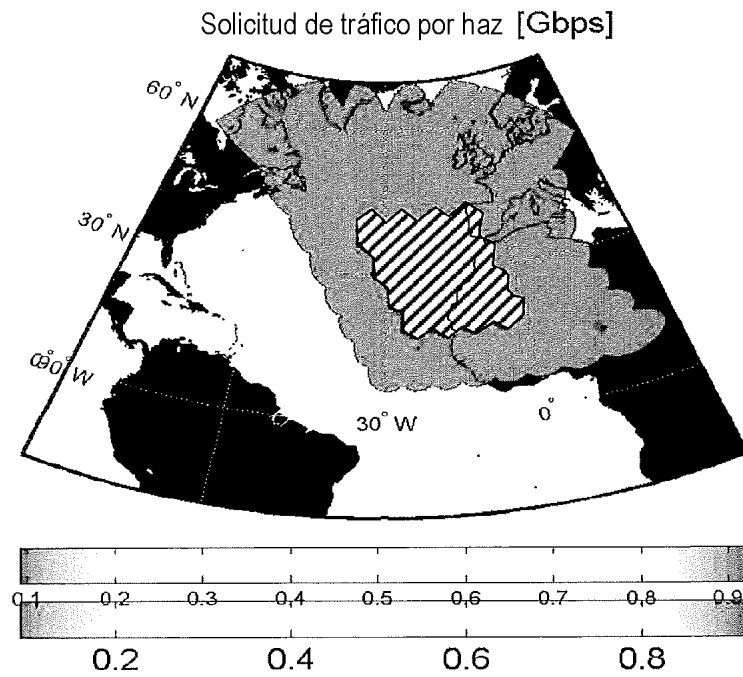 Solicitud de tráfico por haz [Gbps]
60° N
30° N
90° W
30° W
0°
0,1 0,2 0.3 0.4 0.5 0.6 0.7 0,8 0.9
0.2 0.4 0.6 0.8